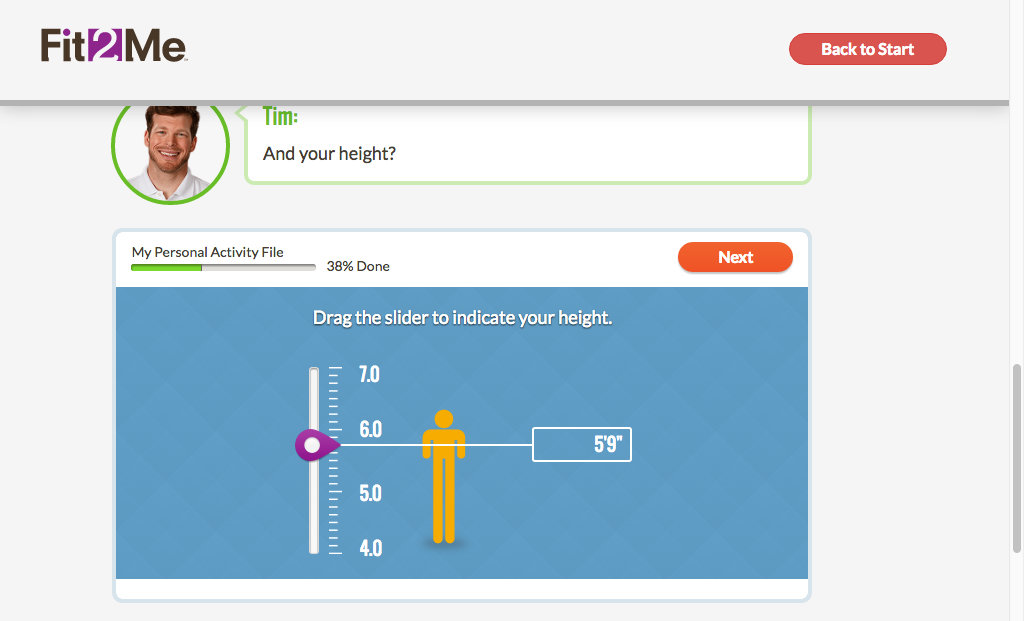 Fit2Me
Back to Start
Tim:
And your height?
My Personal Activity File
38% Done
Next
Drag the slider to indicate your height.
7.0
6.0
5'9"
5.0
4.0